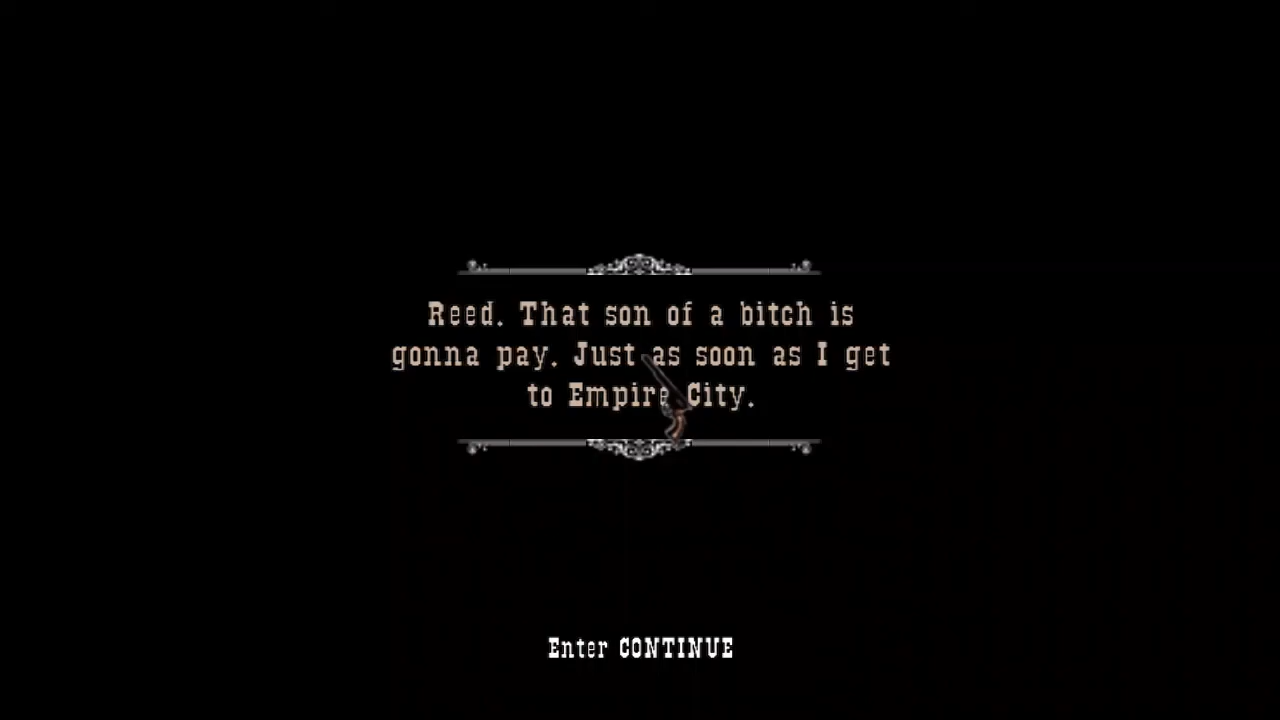 Reed. That son of a bitch is
gonna pay. Just as soon as I get
to Empire City.
Enter CONTINUE